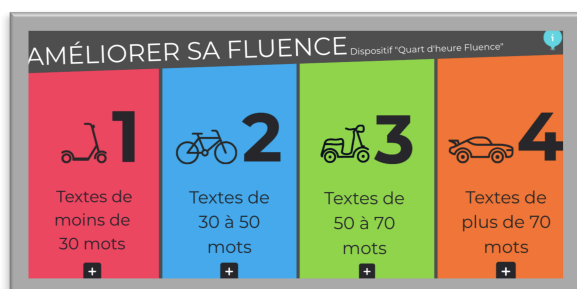 AMÉLIORER SA FLUENCE Dispositif "Quart d'heure Fluence"
1
Textes de
moins de
30 mots
+
2
Textes de
30 à 50
mots
+
3
Textes de
50 à 70
mots
+
4
Textes de
plus de 70
mots
+